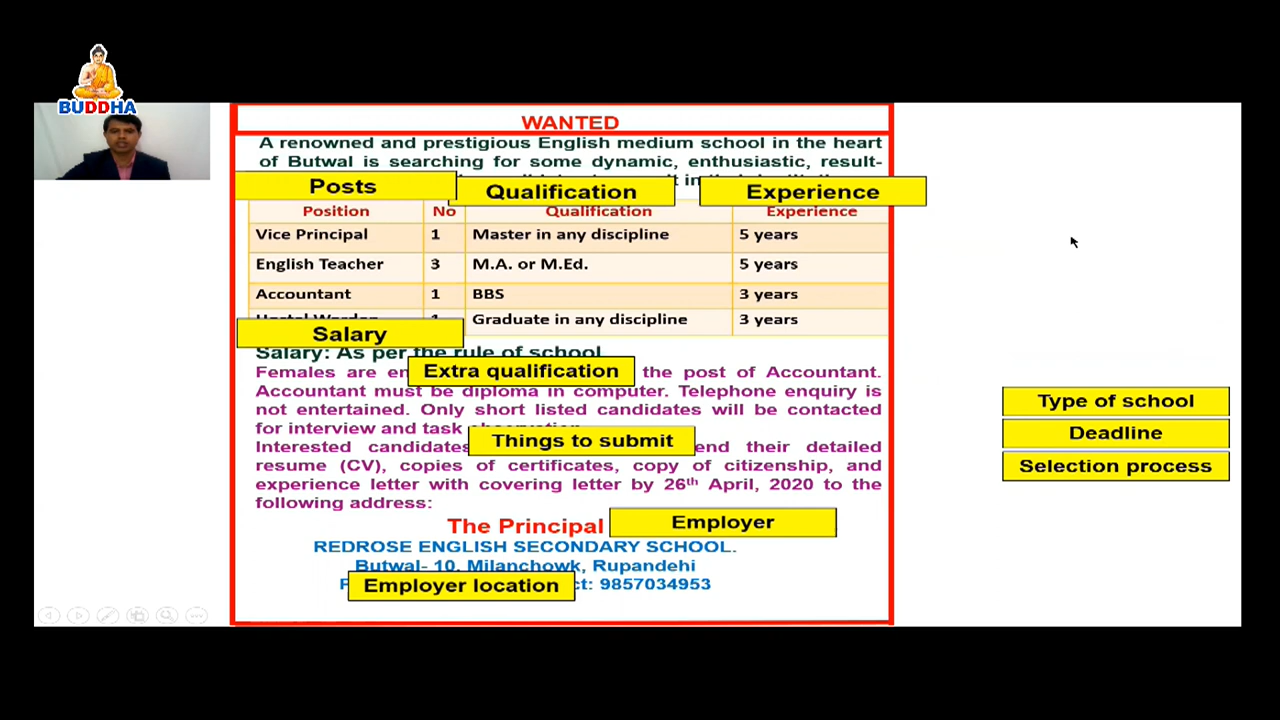 BUDDHA
WANTED
A renowned and prestigious English medium school in the heart
of Butwal is searching for some dynamic, enthusiastic, result-
Posts
Qualification
Experience
Position No Qualification Experience
Vice Principal 1 Master in any discipline 5 years
English Teacher 3 M.A. or M.Ed. 5 years
Accountant 1 BBS 3 years
Graduate in any discipline 3 years
Salary
Salary: As per the rule of school
Extra qualification
Females are the post of Accountant.
Accountant must be diploma in computer. Telephone enquiry is
not entertained. Only short listed candidates will be contacted
for interview and task
Things to submit
Interested candidates their detailed
resume (CV), copies of certificates, copy of citizenship, and
experience letter with covering letter by 26th April, 2020 to the
following address:
The Principal
Employer
REDROSE ENGLISH SECONDARY SCHOOL.
Butwal- 10, Milanchowk, Rupandehi
Employer location
9857034953
Type of school
Deadline
Selection process